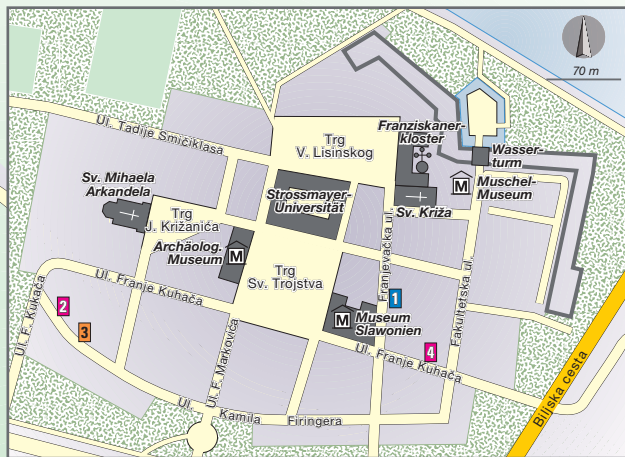 70 m
Ul. Tadije Smičiklasa
Trg
V. Lisinskog
Franziskaner-
kloster
Wasser-
turm
M
Muschel-
Museum
Sv. Mihaela
Arkandela
Strossmayer-
Universität
Sv. Križa
Trg
J. Križanića
Archäolog.
Museum
M
Trg
Sv. Trojstva
Franjevačka ul.
Fakultetska ul.
Ul. Franje Kuhača
1
M
Museum
Slawonien
2
3
4
Ul. F. Kukača
Ul. F. Markovića
Ul. Franje Kuhača
Ul. Kamila Firingera
Biljska cesta